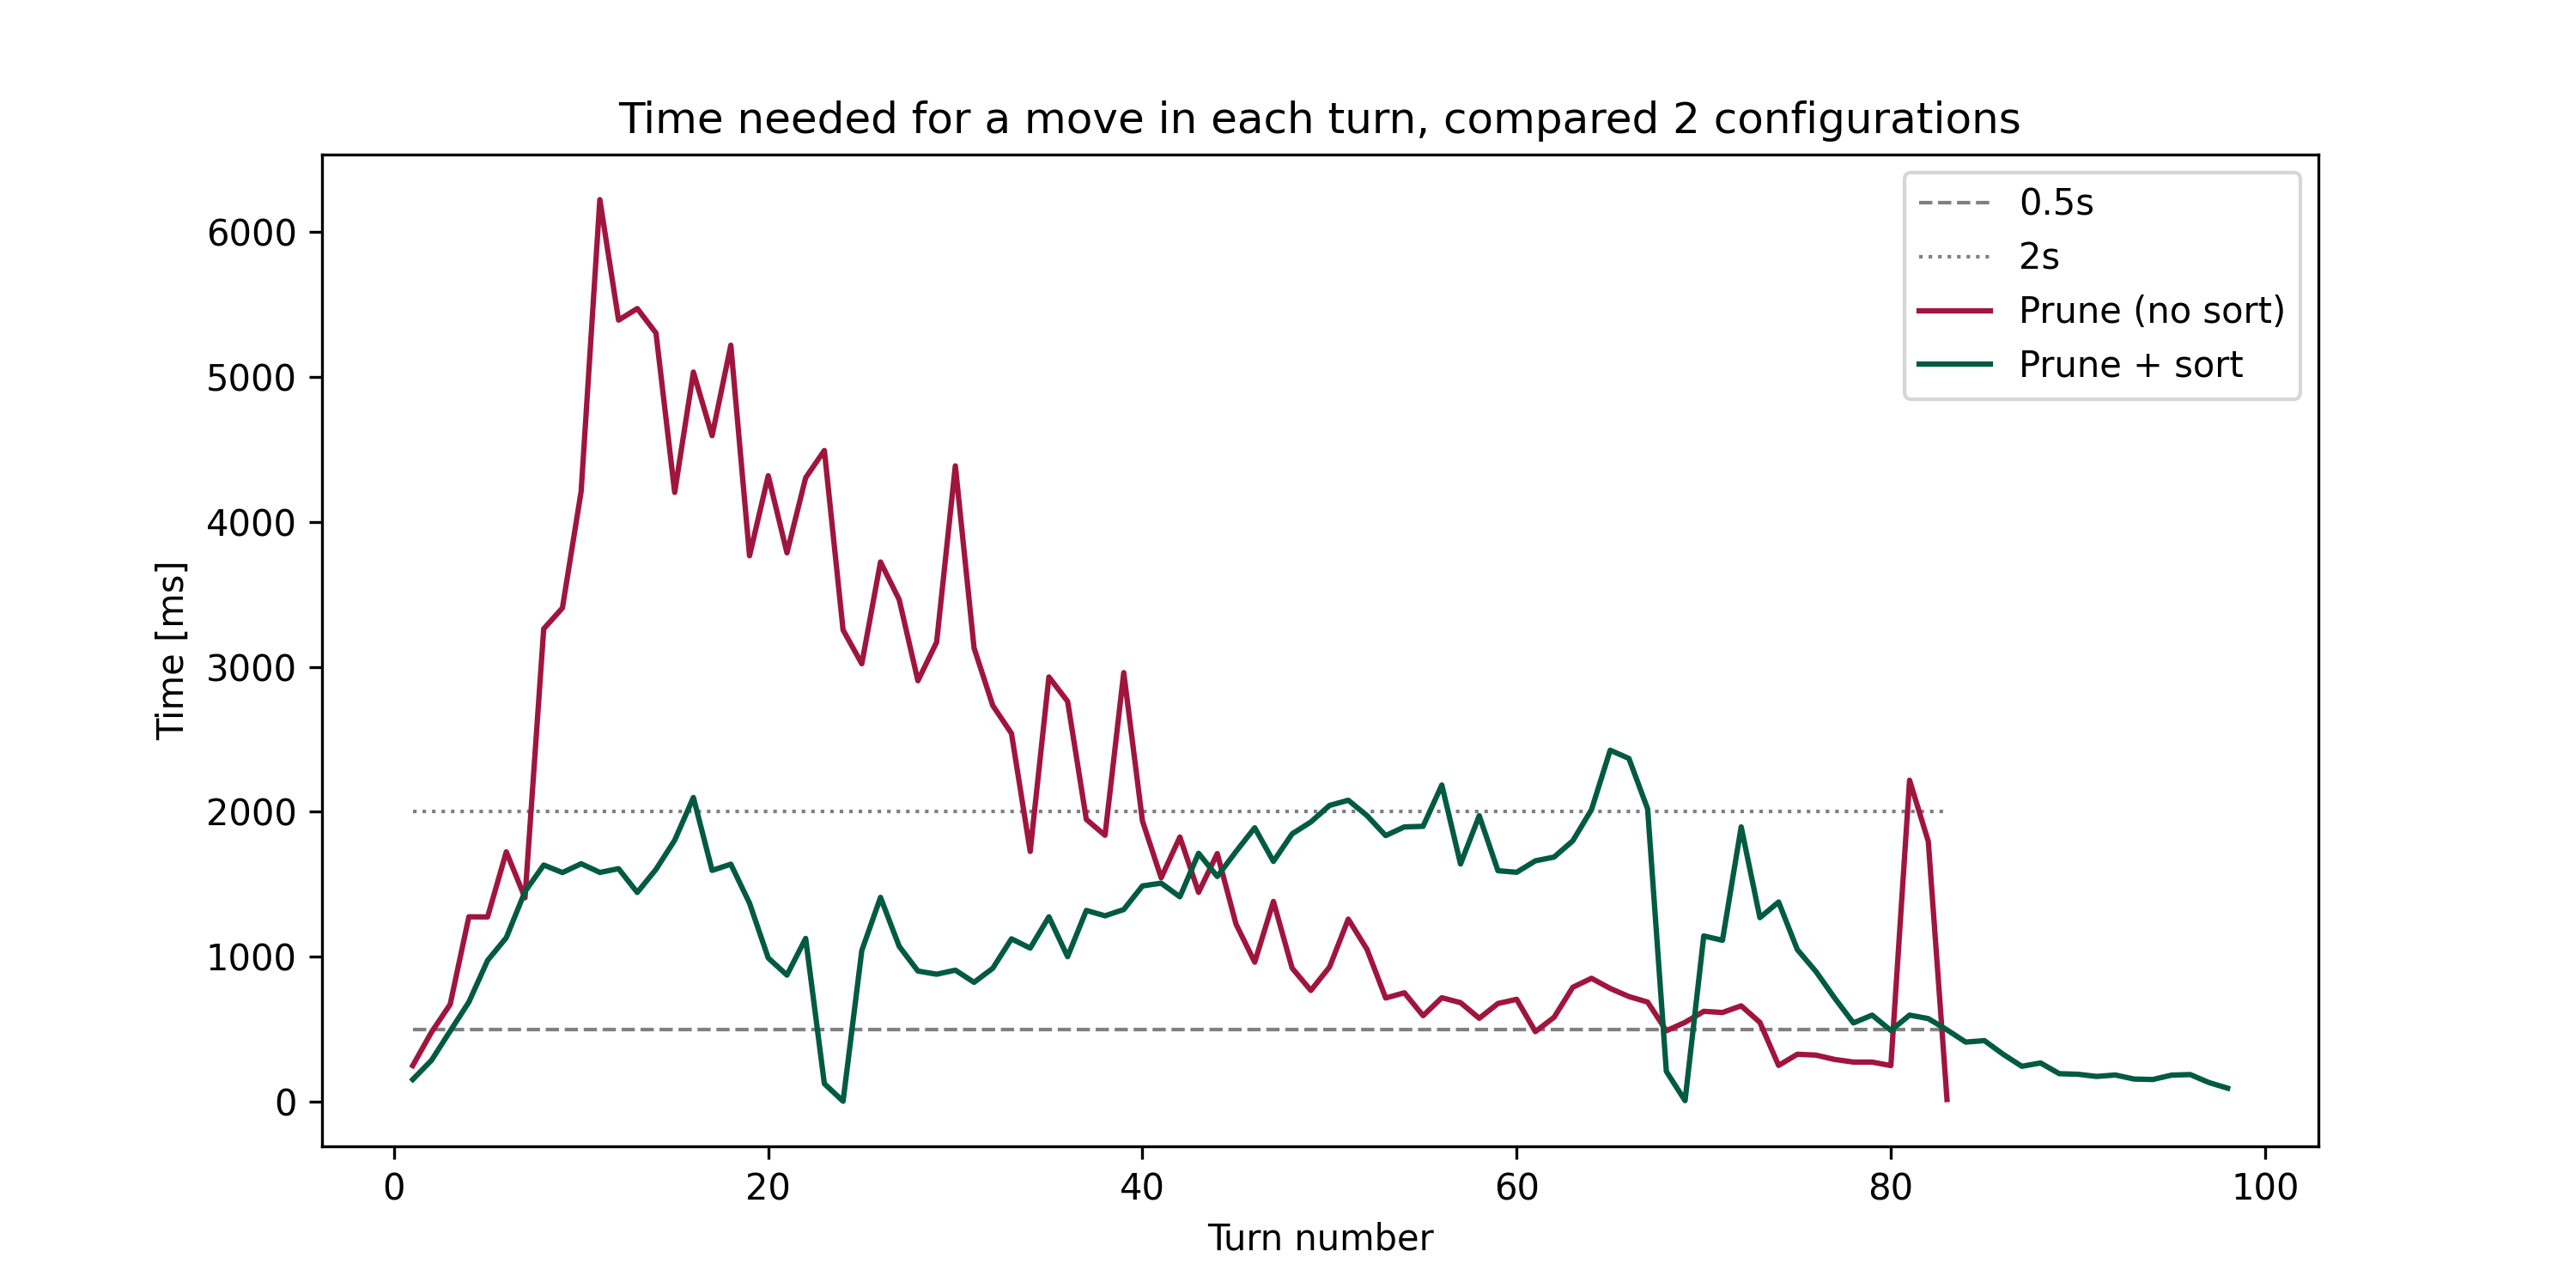 Time needed for a move in each turn, compared 2 configurations
0.5s
2s
Prune (no sort)
Prune + sort
6000
5000
4000
3000
2000
1000
0
Time [ms]
0 20 40 60 80 100
Turn number